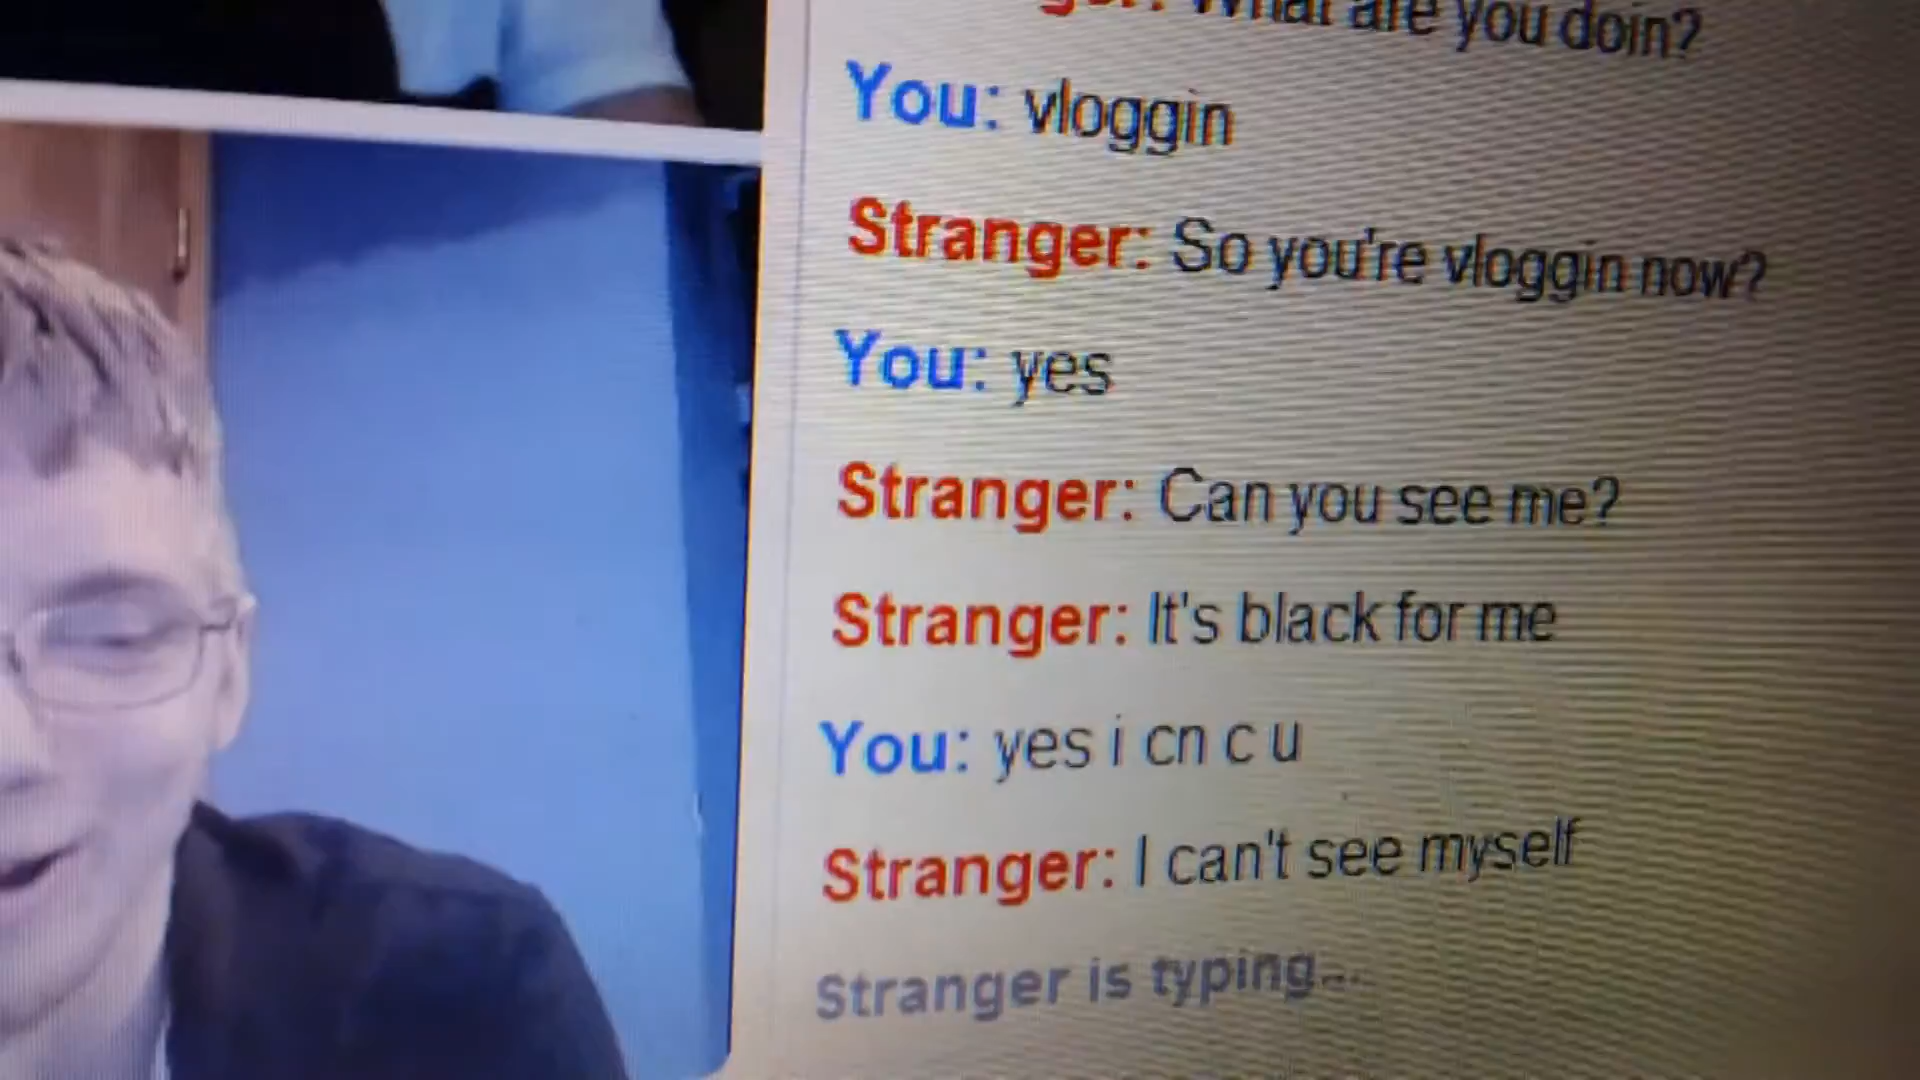 What are you doin?
You: vloggin
Stranger: So you're vloggin now?
You: yes
Stranger: Can you see me?
Stranger: It's black for me
You: yes i cn c u
Stranger: I can't see myself
Stranger is typing...